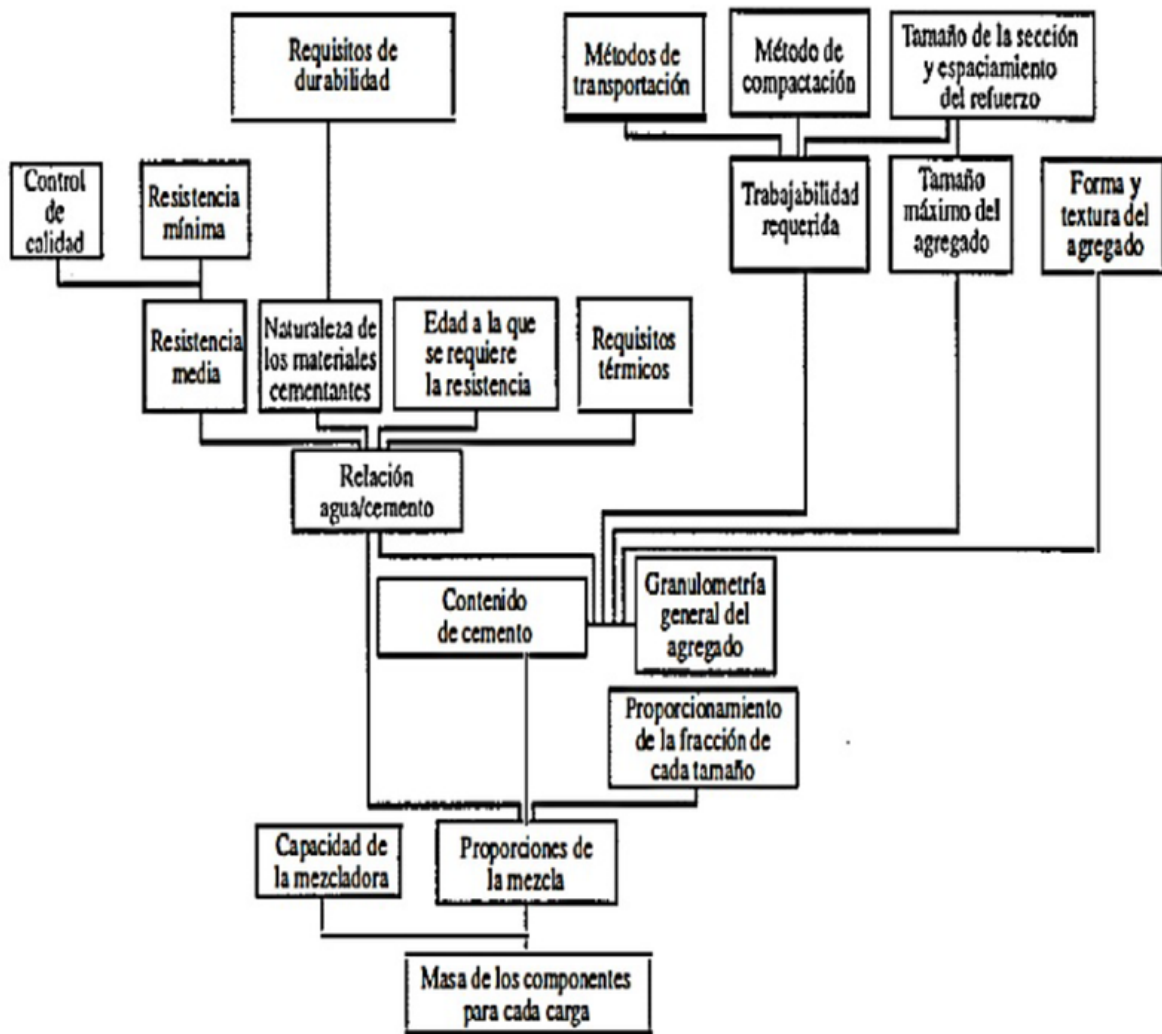 Requisitos de
durabilidad
Métodos de
transportación
Método de
compactación
Tamaño de la sección
y espaciamiento
del refuerzo
Control
de
calidad
Resistencia
mínima
Trabajabilidad
requerida
Tamaño
máximo del
agregado
Forma y
textura del
agregado
Resistencia
media
Naturaleza de
los materiales
cementantes
Edad a la que
se requiere
la resistencia
Requisitos
térmicos
Relación
agua/cemento
Contenido
de cemento
Granulometría
general del
agregado
Proporcionamiento
de la fracción de
cada tamaño
Capacidad de
la mezcladora
Proporciones de
la mezcla
Masa de los componentes
para cada carga